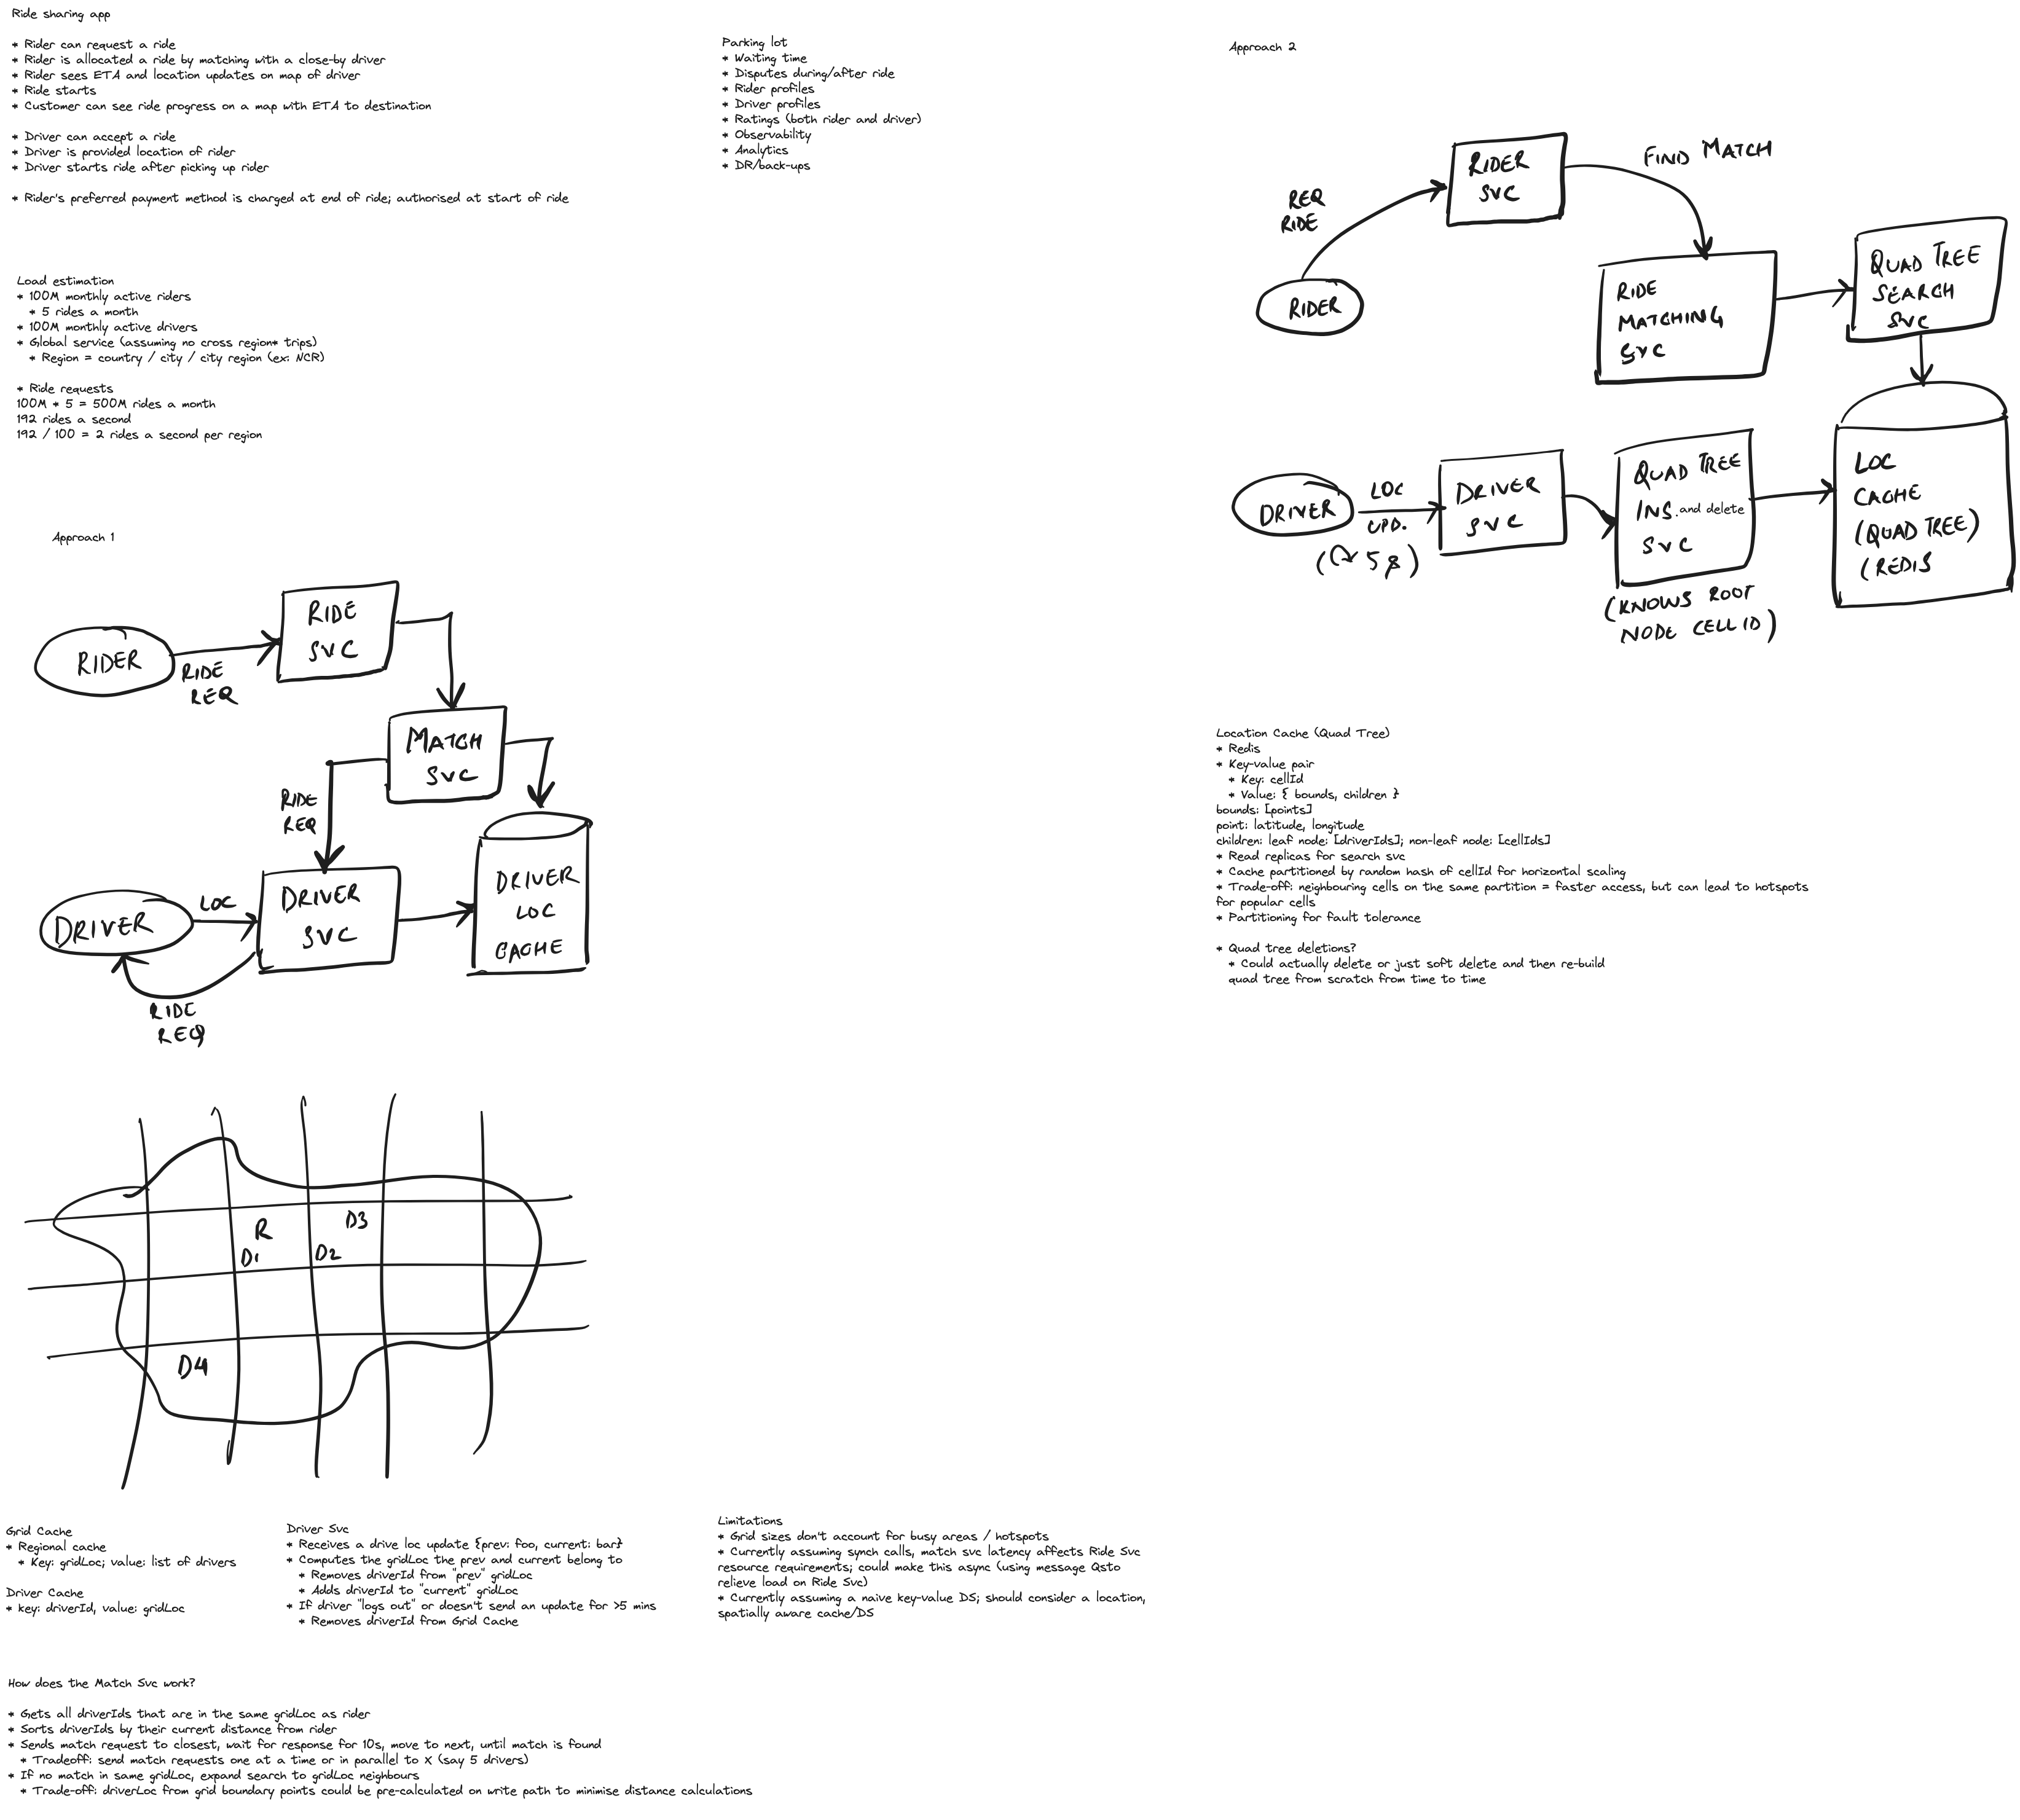 Ride sharing app
* Rider can request a ride
* Rider is allocated a ride by matching with a close-by driver
* Rider sees ETA and location updates on map of driver
* Ride starts
* Customer can see ride progress on a map with ETA to destination
* Driver can accept a ride
* Driver is provided location of rider
* Driver starts ride after picking up rider
* Rider's preferred payment method is charged at end of ride; authorised at start of ride
Parking lot
* Waiting time
* Disputes during/after ride
* Rider profiles
* Driver profiles
* Ratings (both rider and driver)
* Observability
* Analytics
* DR/back-ups
Load estimation
* 100M monthly active riders
* 5 rides a month
* 100M monthly active drivers
* Global service (assuming no cross region* trips)
* Region = country / city / city region (ex: NCR)
* Ride requests
100M * 5 = 500M rides a month
192 rides a second
192 / 100 = 2 rides a second per region
Approach 1
RIDER
RIDE
REQ
RIDE
SVC
MATCH
SVC
RIDE
REQ
DRIVER
LOC
DRIVER
SVC
RIDE
REQ
DRIVER
LOC
CACHE
R
D1
D2
D3
D4
Grid Cache
* Regional cache
* Key: gridLoc; value: list of drivers
Driver Cache
* key: driverId, value: gridLoc
Driver Svc
* Receives a drive loc update {prev: foo, current: bar}
* Computes the gridLoc the prev and current belong to
* Removes driverId from "prev" gridLoc
* Adds driverId to "current" gridLoc
* If driver "logs out" or doesn't send an update for >5 mins
* Removes driverId from Grid Cache
Limitations
* Grid sizes don't account for busy areas / hotspots
* Currently assuming synch calls, match svc latency affects Ride Svc
resource requirements; could make this async (using message Qsto
relieve load on Ride Svc)
* Currently assuming a naive key-value DS; should consider a location,
spatially aware cache/DS
How does the Match Svc work?
* Gets all driverIds that are in the same gridLoc as rider
* Sorts driverIds by their current distance from rider
* Sends match request to closest, wait for response for 10s, move to next, until match is found
* Tradeoff: send match requests one at a time or in parallel to X (say 5 drivers)
* If no match in same gridLoc, expand search to gridLoc neighbours
* Trade-off: driverLoc from grid boundary points could be pre-calculated on write path to minimise distance calculations
Approach 2
RIDER
REQ
RIDE
RIDER
SVC
FIND MATCH
RIDE
MATCHING
SVC
QUAD TREE
SEARCH
SVC
DRIVER
LOC
UPD.
( 5s )
DRIVER
SVC
QUAD TREE
INS. and delete
SVC
(KNOWS ROOT
NODE CELL ID)
LOC
CACHE
(QUAD TREE)
(REDIS
Location Cache (Quad Tree)
* Redis
* Key-value pair
* Key: cellId
* Value: { bounds, children }
bounds: [points]
point: latitude, longitude
children: leaf node: [driverIds]; non-leaf node: [cellIds]
* Read replicas for search svc
* Cache partitioned by random hash of cellId for horizontal scaling
* Trade-off: neighbouring cells on the same partition = faster access, but can lead to hotspots
for popular cells
* Partitioning for fault tolerance
* Quad tree deletions?
* Could actually delete or just soft delete and then re-build
quad tree from scratch from time to time